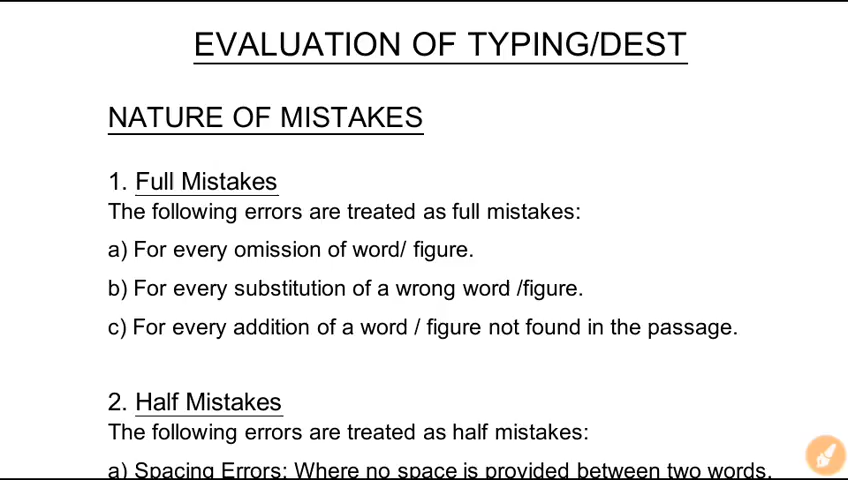 EVALUATION OF TYPING/DEST
NATURE OF MISTAKES
1. Full Mistakes
The following errors are treated as full mistakes:
a) For every omission of word/ figure.
b) For every substitution of a wrong word /figure.
c) For every addition of a word / figure not found in the passage.
2. Half Mistakes
The following errors are treated as half mistakes:
a) Spacing Errors: Where no space is provided between two words,